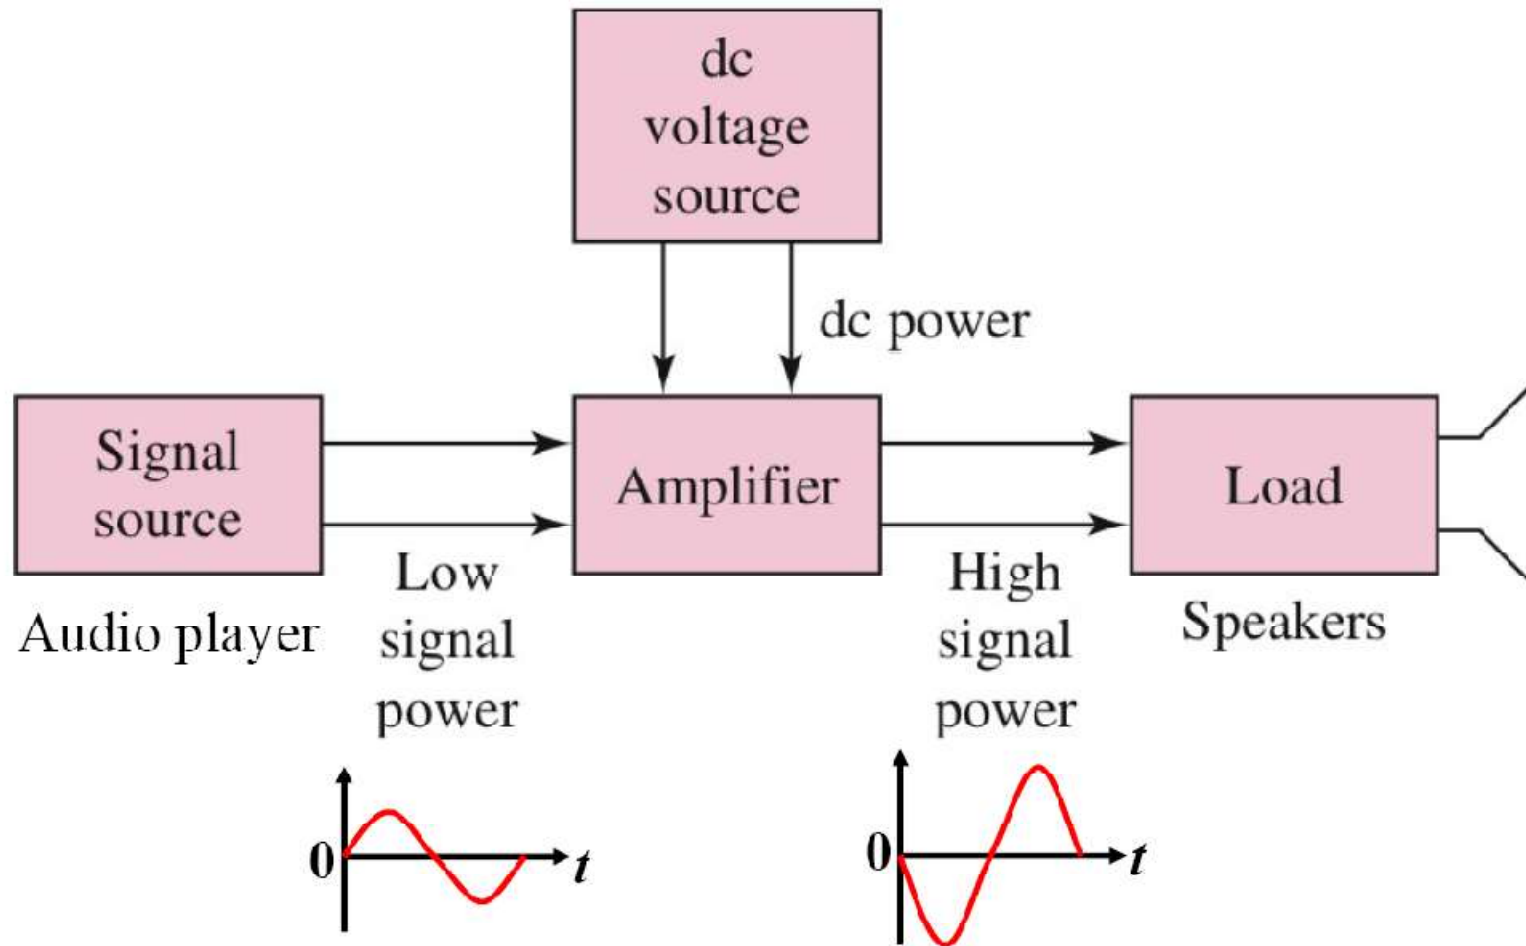 dc
voltage
source
dc power
Signal
source
Amplifier
Load
Audio player
Low
signal
power
High
signal
power
Speakers
0
t
0
t